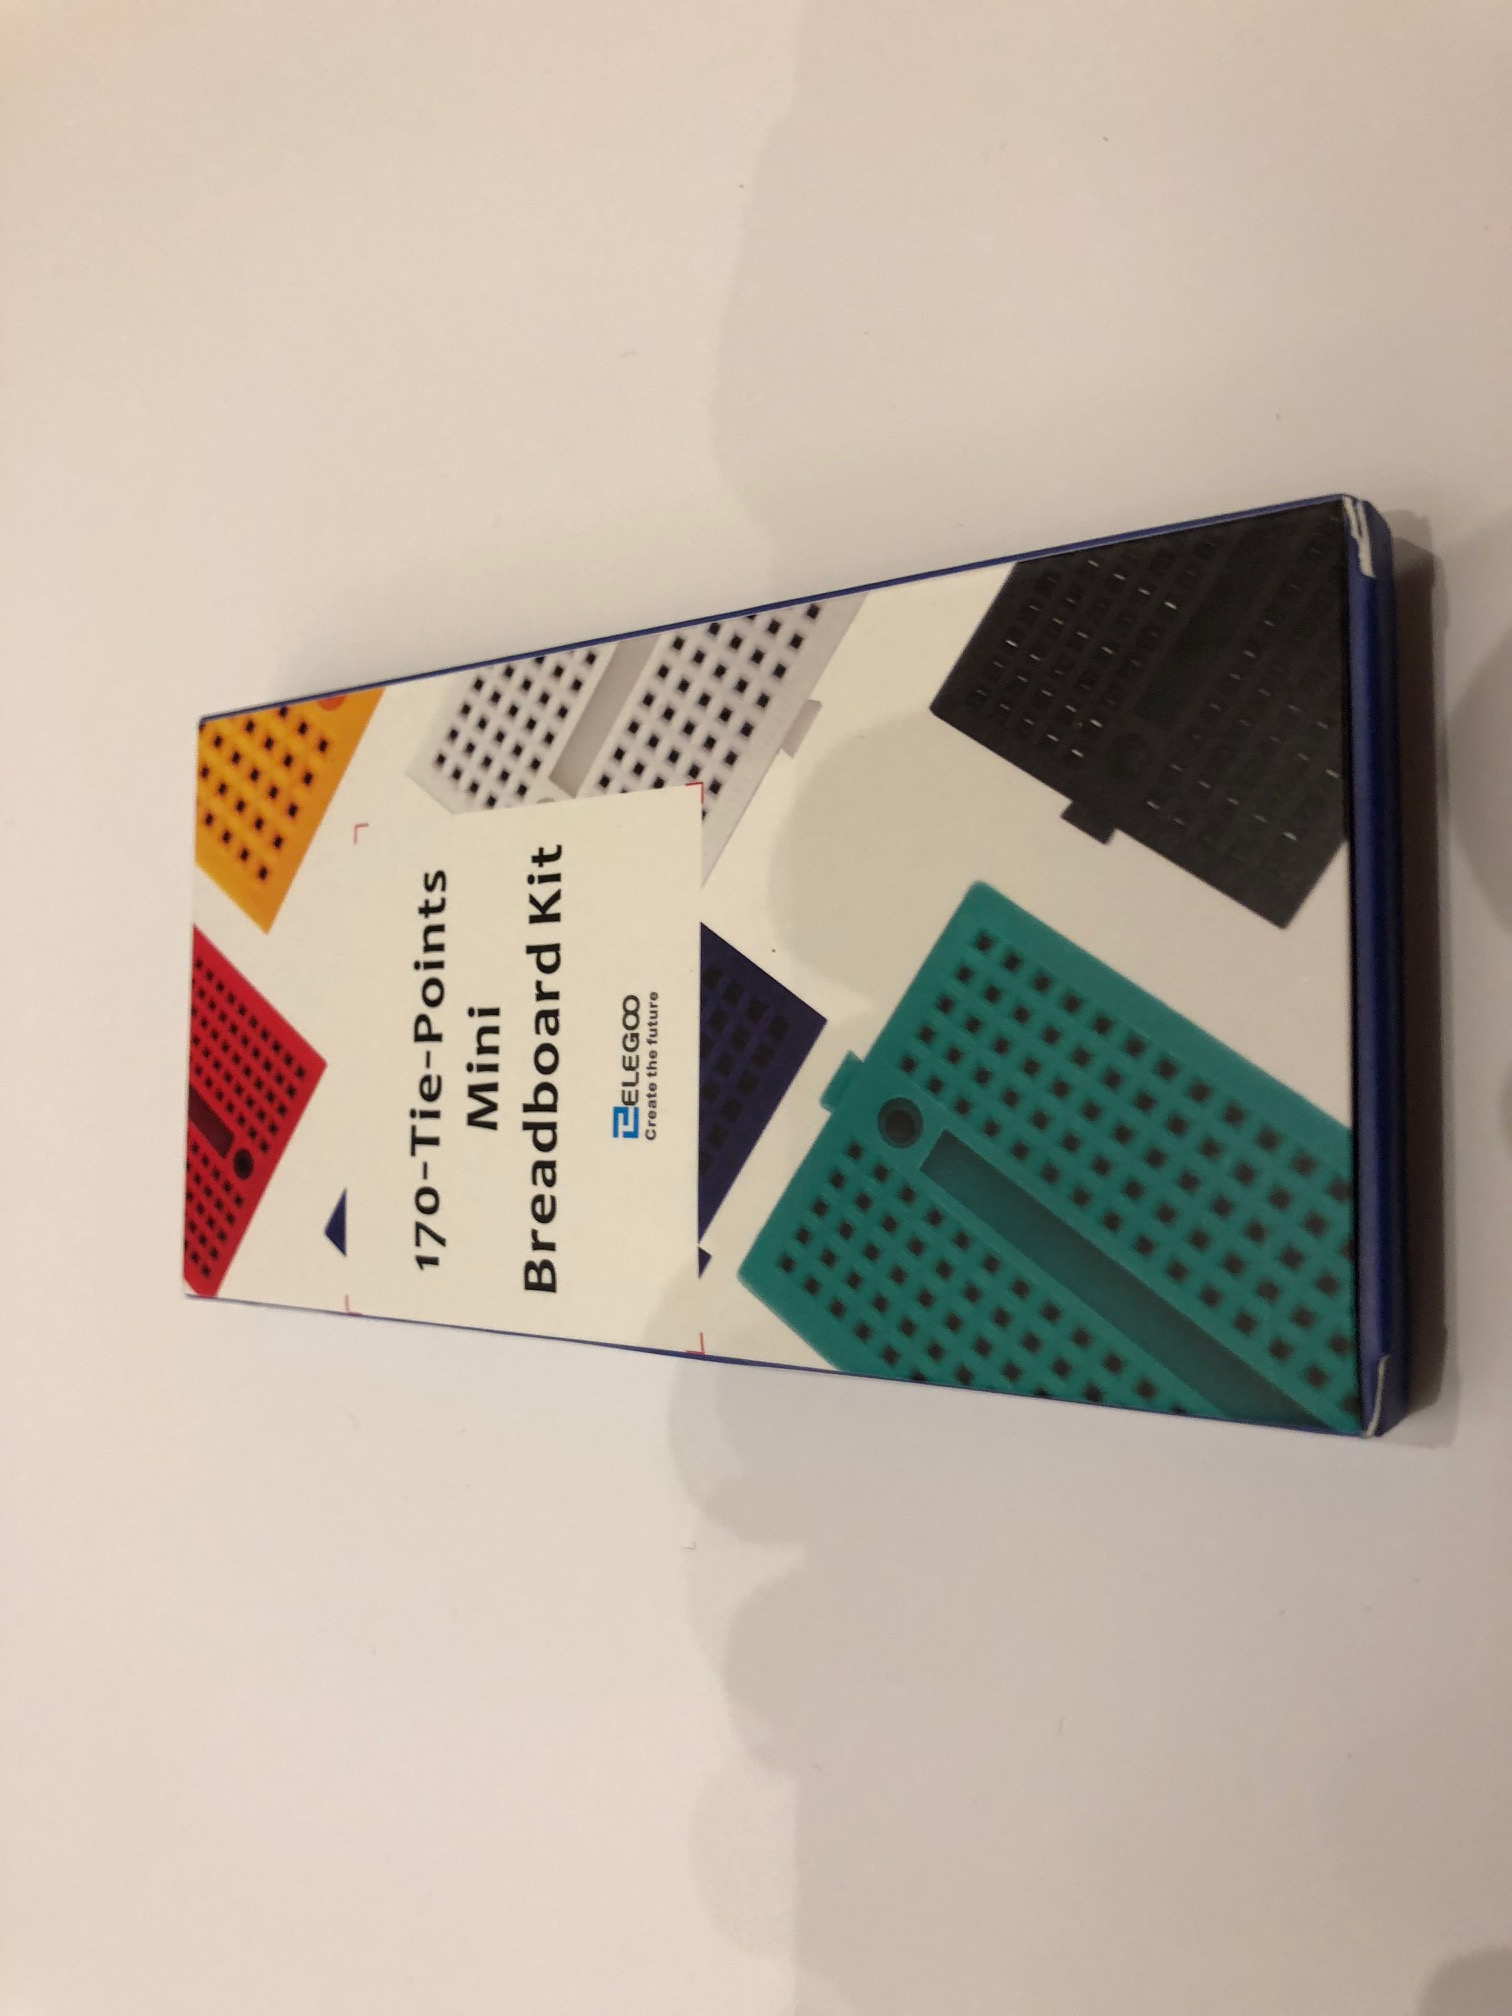 170-Tie-Points
Mini
Breadboard Kit
ELEGOO
Create the future